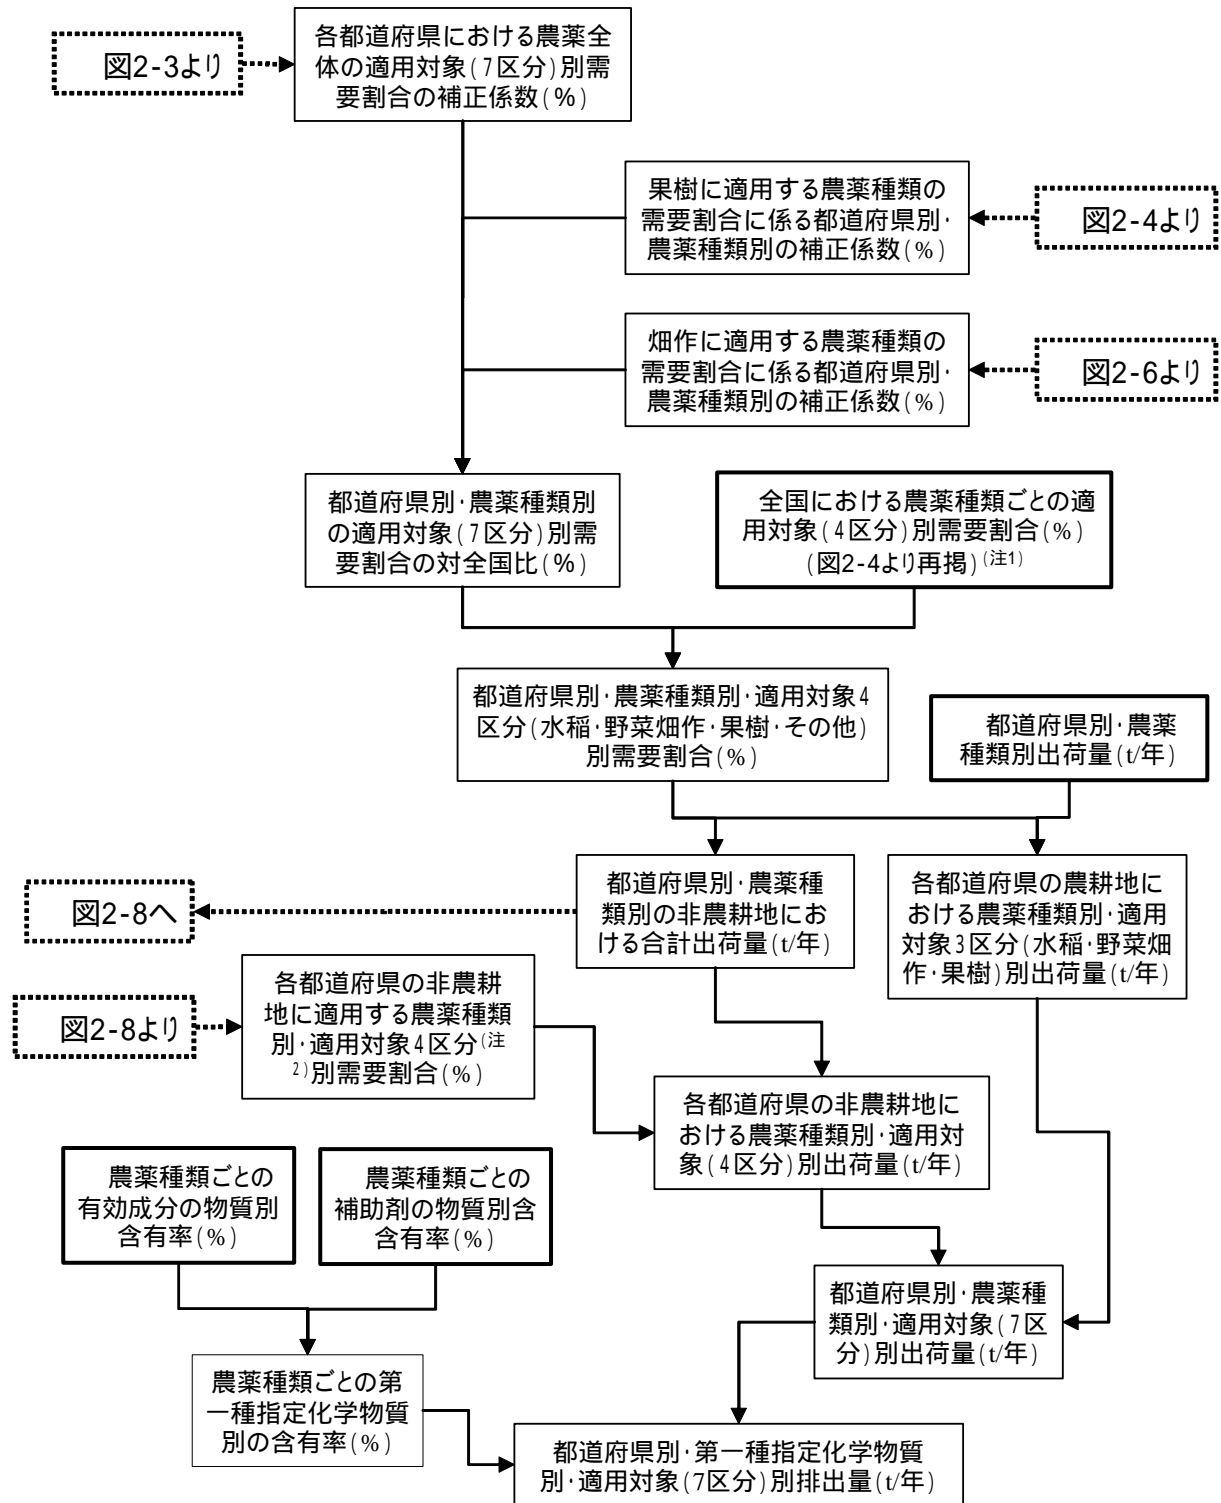 各都道府県における農薬全
体の適用対象(7区分)別需
要割合の補正係数(%)
図2-3より
果樹に適用する農薬種類の
需要割合に係る都道府県別・
農薬種類別の補正係数(%)
図2-4より
畑作に適用する農薬種類の
需要割合に係る都道府県別・
農薬種類別の補正係数(%)
図2-6より
都道府県別・農薬種類別
の適用対象(7区分)別需
要割合の対全国比(%)
全国における農薬種類ごとの適
用対象(4区分)別需要割合(%)
(図2-4より再掲)(注1)
都道府県別・農薬種類別・適用対象4
区分(水稲・野菜畑作・果樹・その他)
別需要割合(%)
都道府県別・農薬
種類別出荷量(t/年)
都道府県別・農薬種
類別の非農耕地にお
ける合計出荷量(t/年)
各都道府県の農耕地に
おける農薬種類別・適用
対象3区分(水稲・野菜畑
作・果樹)別出荷量(t/年)
図2-8へ
図2-8より
各都道府県の非農耕
地に適用する農薬種類
別・適用対象4区分(注
2)別需要割合(%)
各都道府県の非農耕地に
おける農薬種類別・適用対
象(4区分)別出荷量(t/年)
農薬種類ごとの
有効成分の物質別
含有率(%)
農薬種類ごとの
補助剤の物質別含
含有率(%)
都道府県別・農薬種
類別・適用対象(7区
分)別出荷量(t/年)
農薬種類ごとの第
一種指定化学物質
別の含有率(%)
都道府県別・第一種指定化学物質
別・適用対象(7区分)別排出量(t/年)